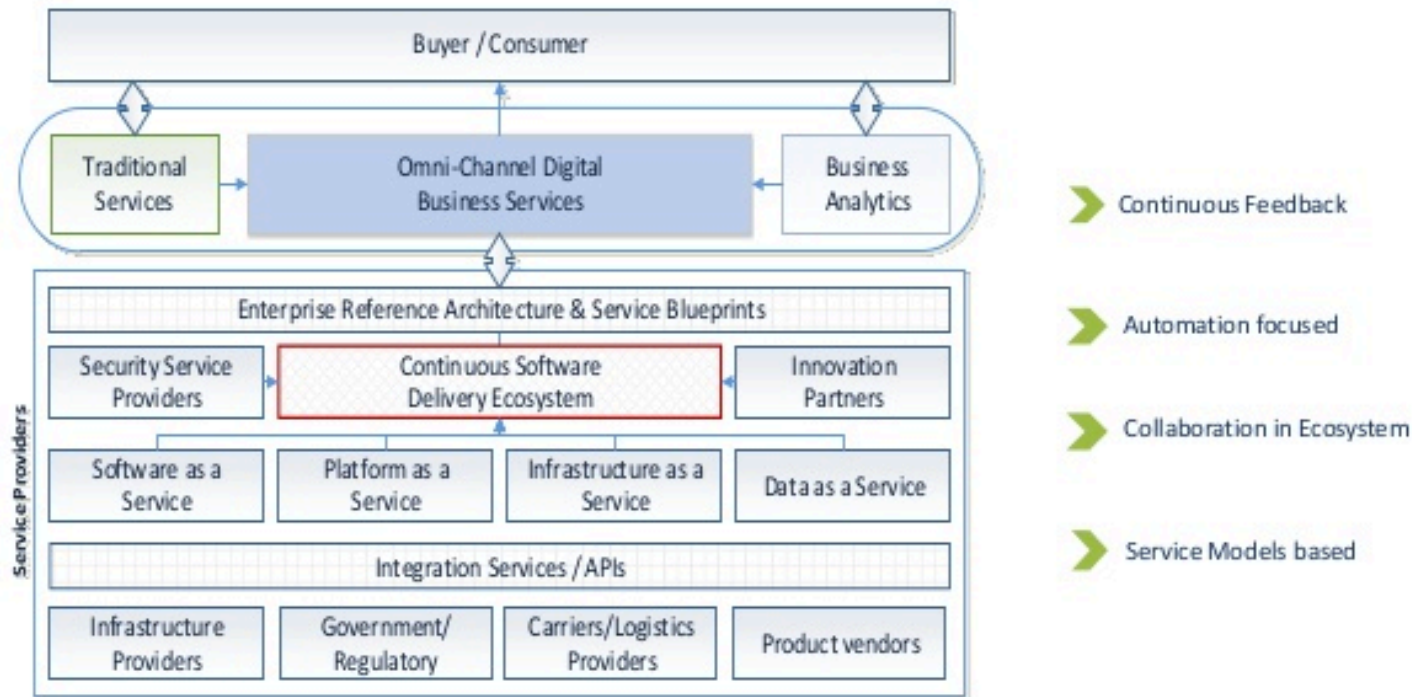 Buyer / Consumer
Traditional
Services
Omni-Channel Digital
Business Services
Business
Analytics
Enterprise Reference Architecture & Service Blueprints
Security Service
Providers
Continuous Software
Delivery Ecosystem
Innovation
Partners
Software as a
Service
Platform as a
Service
Infrastructure as a
Service
Data as a Service
Integration Services / APIs
Infrastructure
Providers
Government/
Regulatory
Carriers/Logistics
Providers
Product vendors
Service Providers
Continuous Feedback
Automation focused
Collaboration in Ecosystem
Service Models based